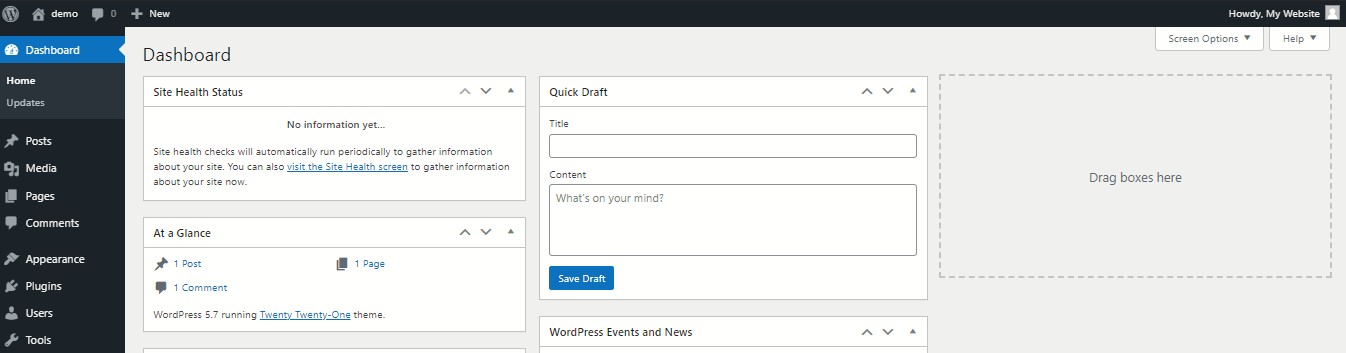 demo 0 New Howdy, My Website
Dashboard
Home
Updates
Posts
Media
Pages
Comments
Appearance
Plugins
Users
Tools
Screen Options Help
Dashboard
Site Health Status
No information yet...
Site health checks will automatically run periodically to gather information
about your site. You can also visit the Site Health screen to gather information
about your site now.
At a Glance
1 Post 1 Page
1 Comment
WordPress 5.7 running Twenty Twenty-One theme.
Quick Draft
Title
Content
What's on your mind?
Save Draft
WordPress Events and News
Drag boxes here